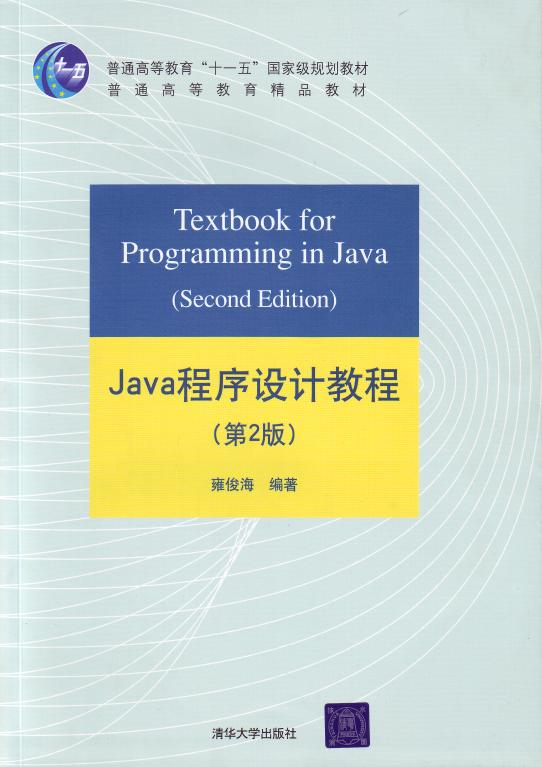 十一五
普通高等教育“十一五”国家级规划教材
普通高等教育精品教材
Textbook for
Programming in Java
(Second Edition)
Java程序设计教程
（第2版）
雍俊海 编著
清华大学出版社